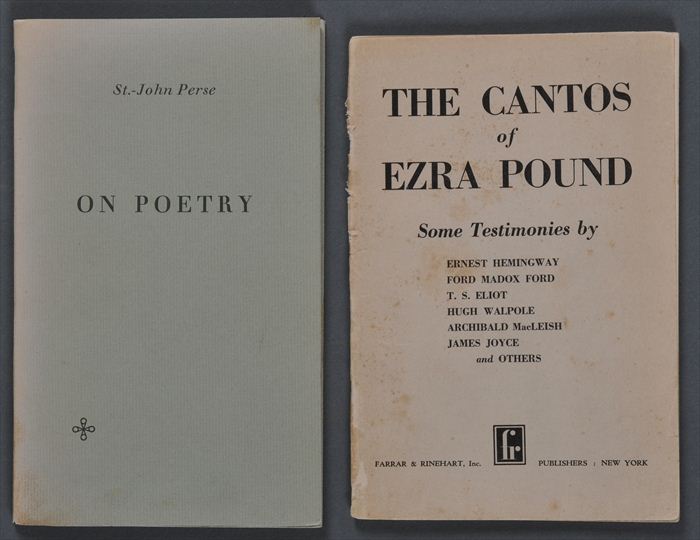 St.-John Perse
ON POETRY
THE CANTOS
of
EZRA POUND
Some Testimonies by
ERNEST HEMINGWAY
FORD MADOX FORD
T. S. ELIOT
HUGH WALPOLE
ARCHIBALD MacLEISH
JAMES JOYCE
and OTHERS
fr
FARRAR & RINEHART, Inc. PUBLISHERS : NEW YORK